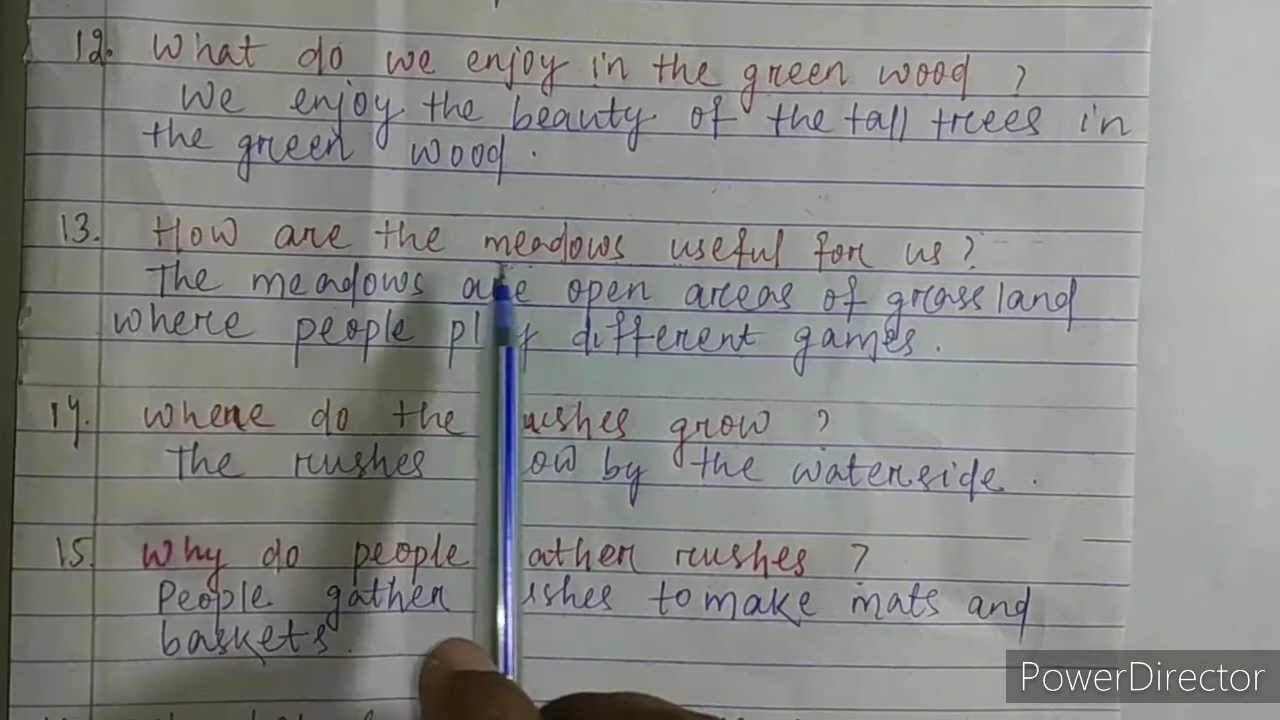 12. What do we enjoy in the green wood ?
We enjoy the beauty of the tall trees in
the green wood.
13. How are the meadows useful for us?
The meadows are open areas of grassland
where people play different games.
14. Where do the rushes grow ?
The rushes grow by the waterside.
15. Why do people gather rushes ?
People gather rushes to make mats and
baskets.
PowerDirector